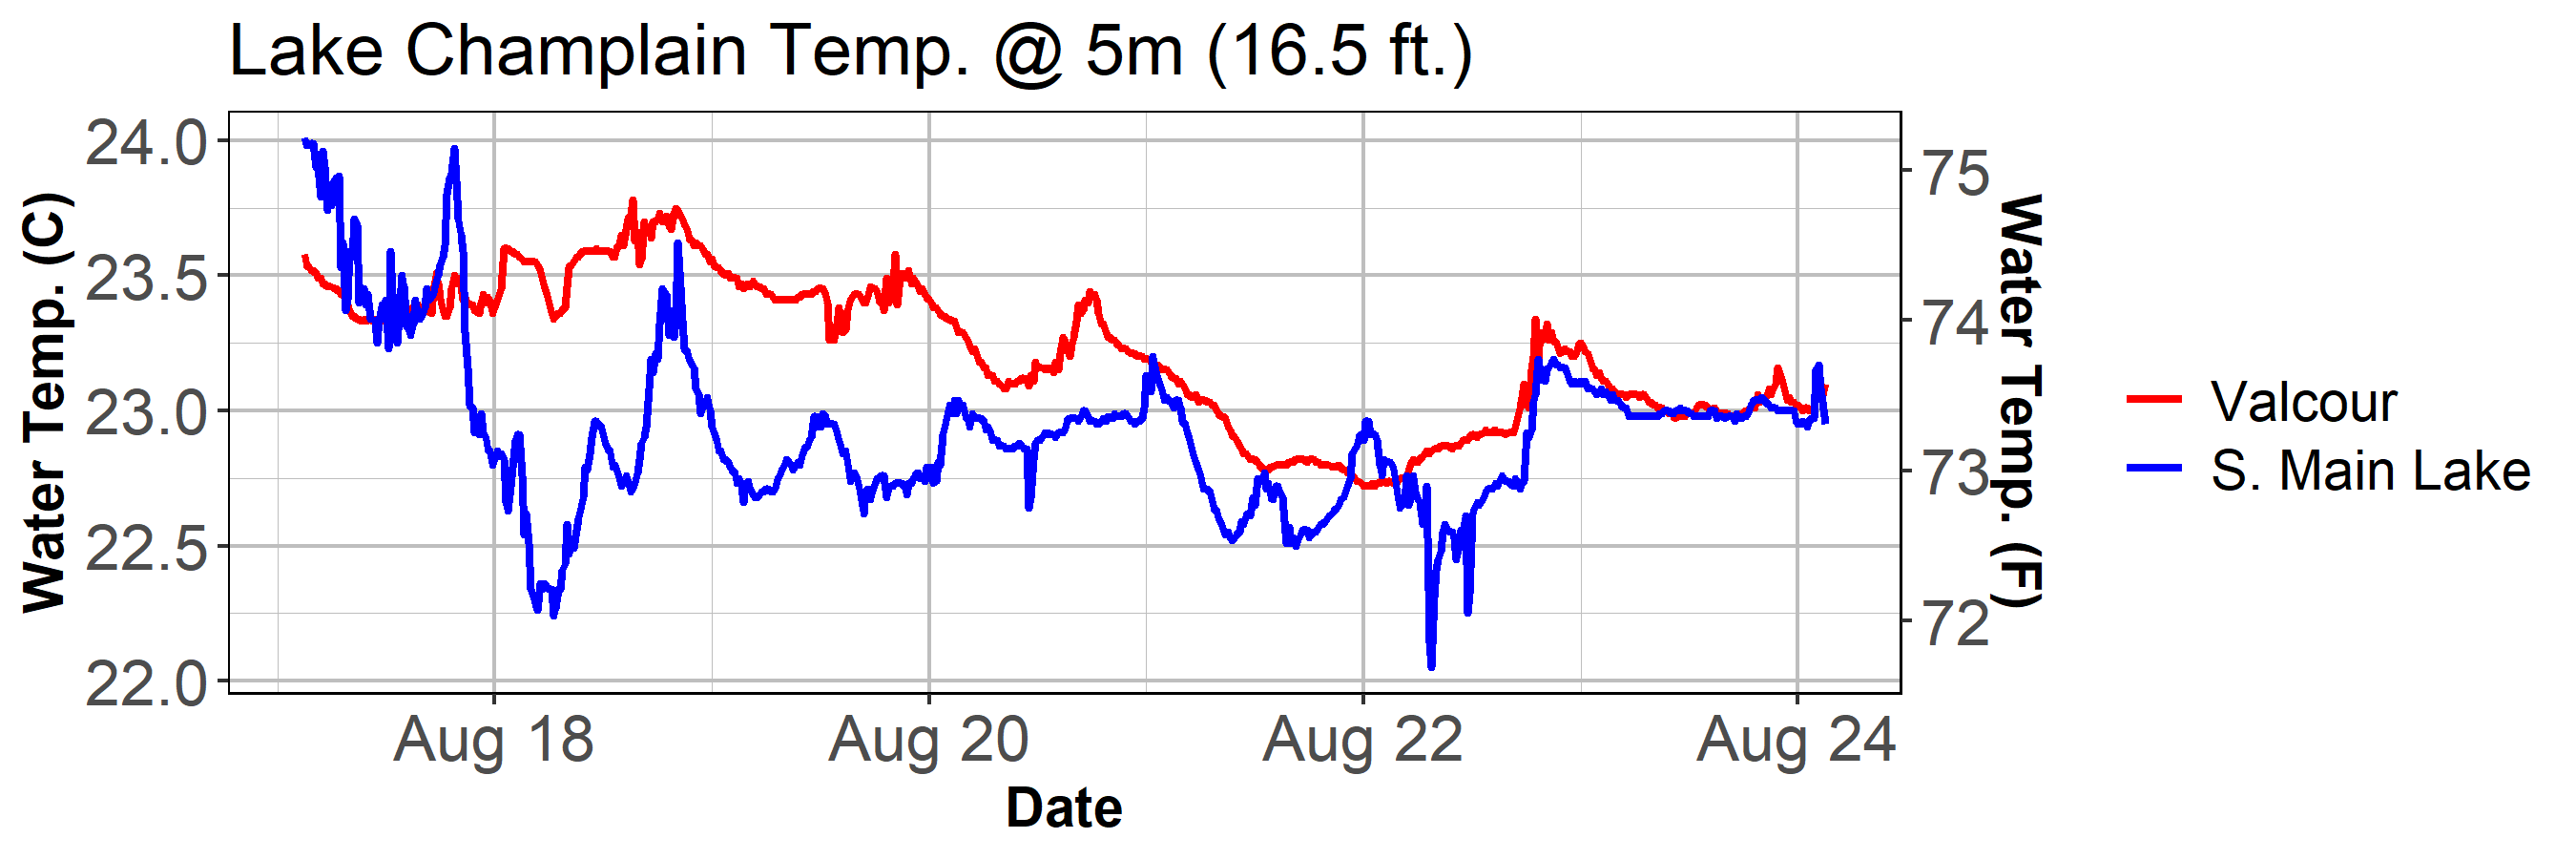 Lake Champlain Temp. @ 5m (16.5 ft.)
Water Temp. (C)
24.0
23.5
23.0
22.5
22.0
75
74
73
72
Water Temp. (F)
Aug 18 Aug 20 Aug 22 Aug 24
Date
Valcour
S. Main Lake